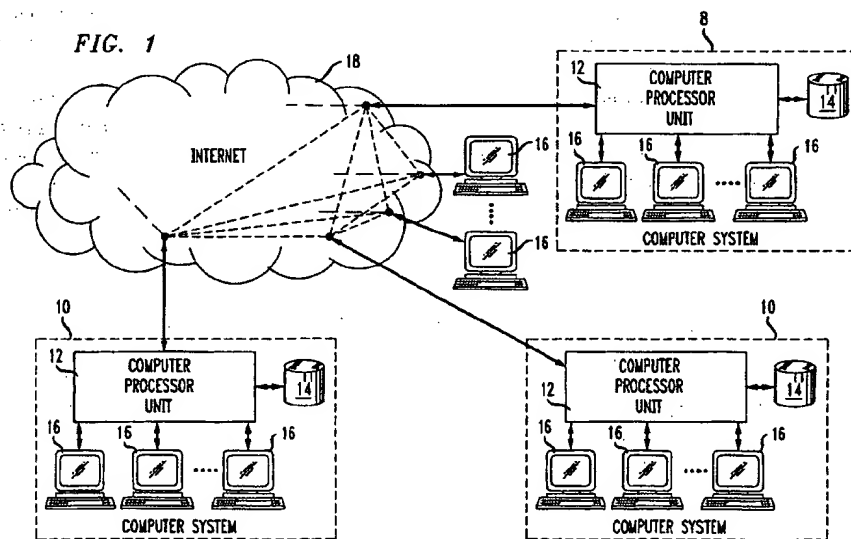 FIG. 1
18
INTERNET
16
16
8
12
COMPUTER
PROCESSOR
UNIT
14
16
16
16
COMPUTER SYSTEM
10
12
COMPUTER
PROCESSOR
UNIT
14
16
16
16
COMPUTER SYSTEM
10
12
COMPUTER
PROCESSOR
UNIT
14
16
16
16
COMPUTER SYSTEM